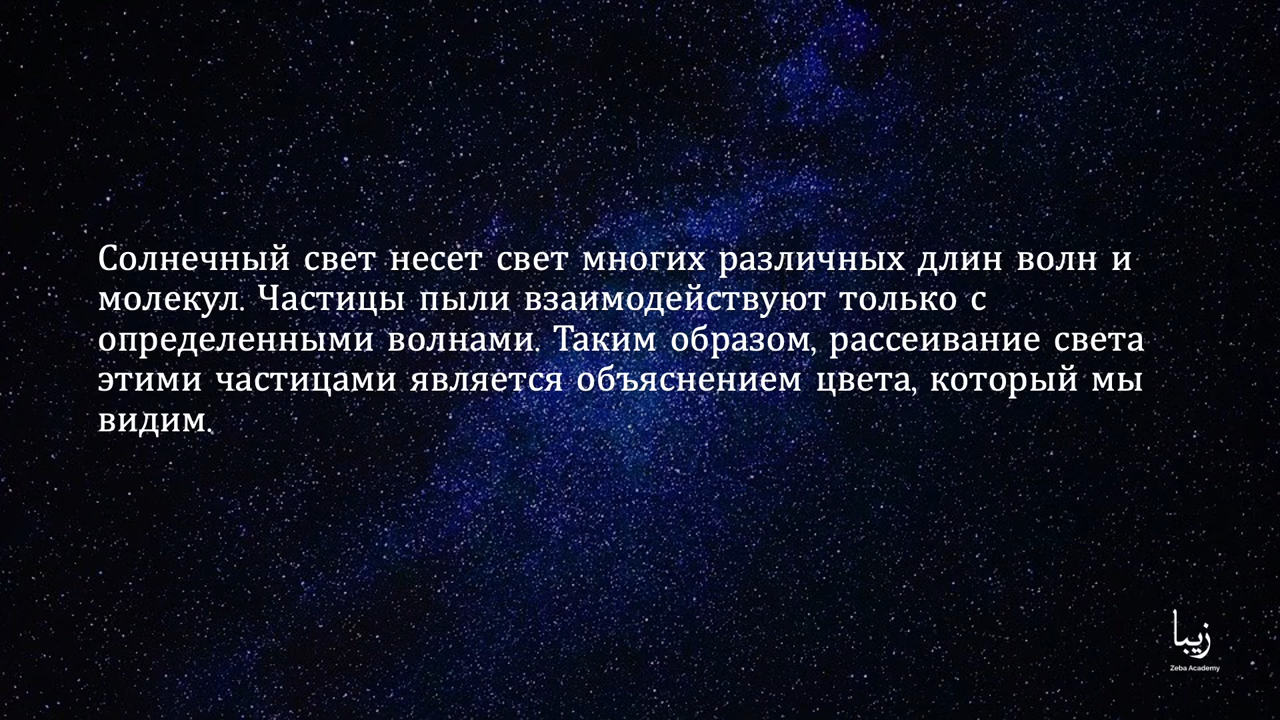 Солнечный свет несет свет многих различных длин волн и
молекул. Частицы пыли взаимодействуют только с
определенными волнами. Таким образом, рассеивание света
этими частицами является объяснением цвета, который мы
видим.
زيبا
Zeba Academy